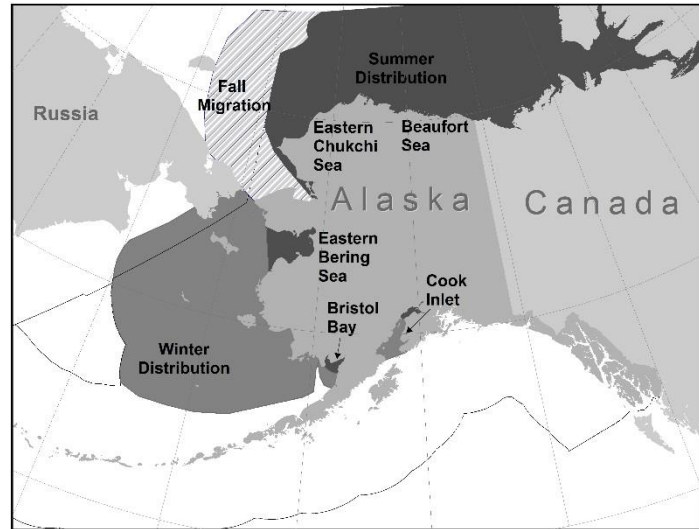 Summer
Distribution
Fall
Migration
Russia
Eastern
Chukchi
Sea
Beaufort
Sea
Alaska
Canada
Eastern
Bering
Sea
Cook
Inlet
Bristol
Bay
Winter
Distribution